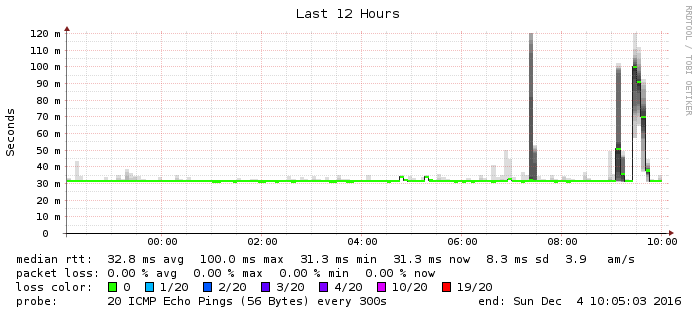 Last 12 Hours
RRDTOOL / TOBI OETIKER
Seconds
120 m
110 m
100 m
90 m
80 m
70 m
60 m
50 m
40 m
30 m
20 m
10 m
0
00:00 02:00 04:00 06:00 08:00 10:00
median rtt: 32.8 ms avg 100.0 ms max 31.3 ms min 31.3 ms now 8.3 ms sd 3.9 am/s
packet loss: 0.00 % avg 0.00 % max 0.00 % min 0.00 % now
loss color: 0 1/20 2/20 3/20 4/20 10/20 19/20
probe: 20 ICMP Echo Pings (56 Bytes) every 300s end: Sun Dec 4 10:05:03 2016